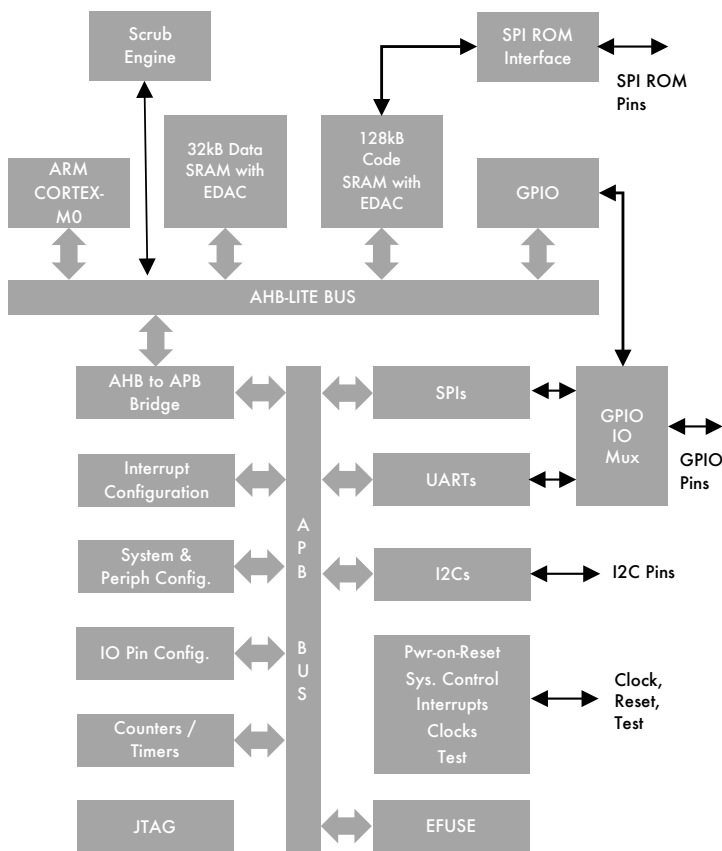 Scrub
Engine
SPI ROM
Interface
SPI ROM
Pins
ARM
CORTEX-
M0
32kB Data
SRAM with
EDAC
128kB
Code
SRAM with
EDAC
GPIO
AHB-LITE BUS
AHB to APB
Bridge
SPIs
GPIO
IO
Mux
GPIO
Pins
Interrupt
Configuration
UARTs
A
P
B
B
U
S
System &
Periph Config.
I2Cs
I2C Pins
IO Pin Config.
Pwr-on-Reset
Sys. Control
Interrupts
Clocks
Test
Clock,
Reset,
Test
Counters /
Timers
JTAG
EFUSE